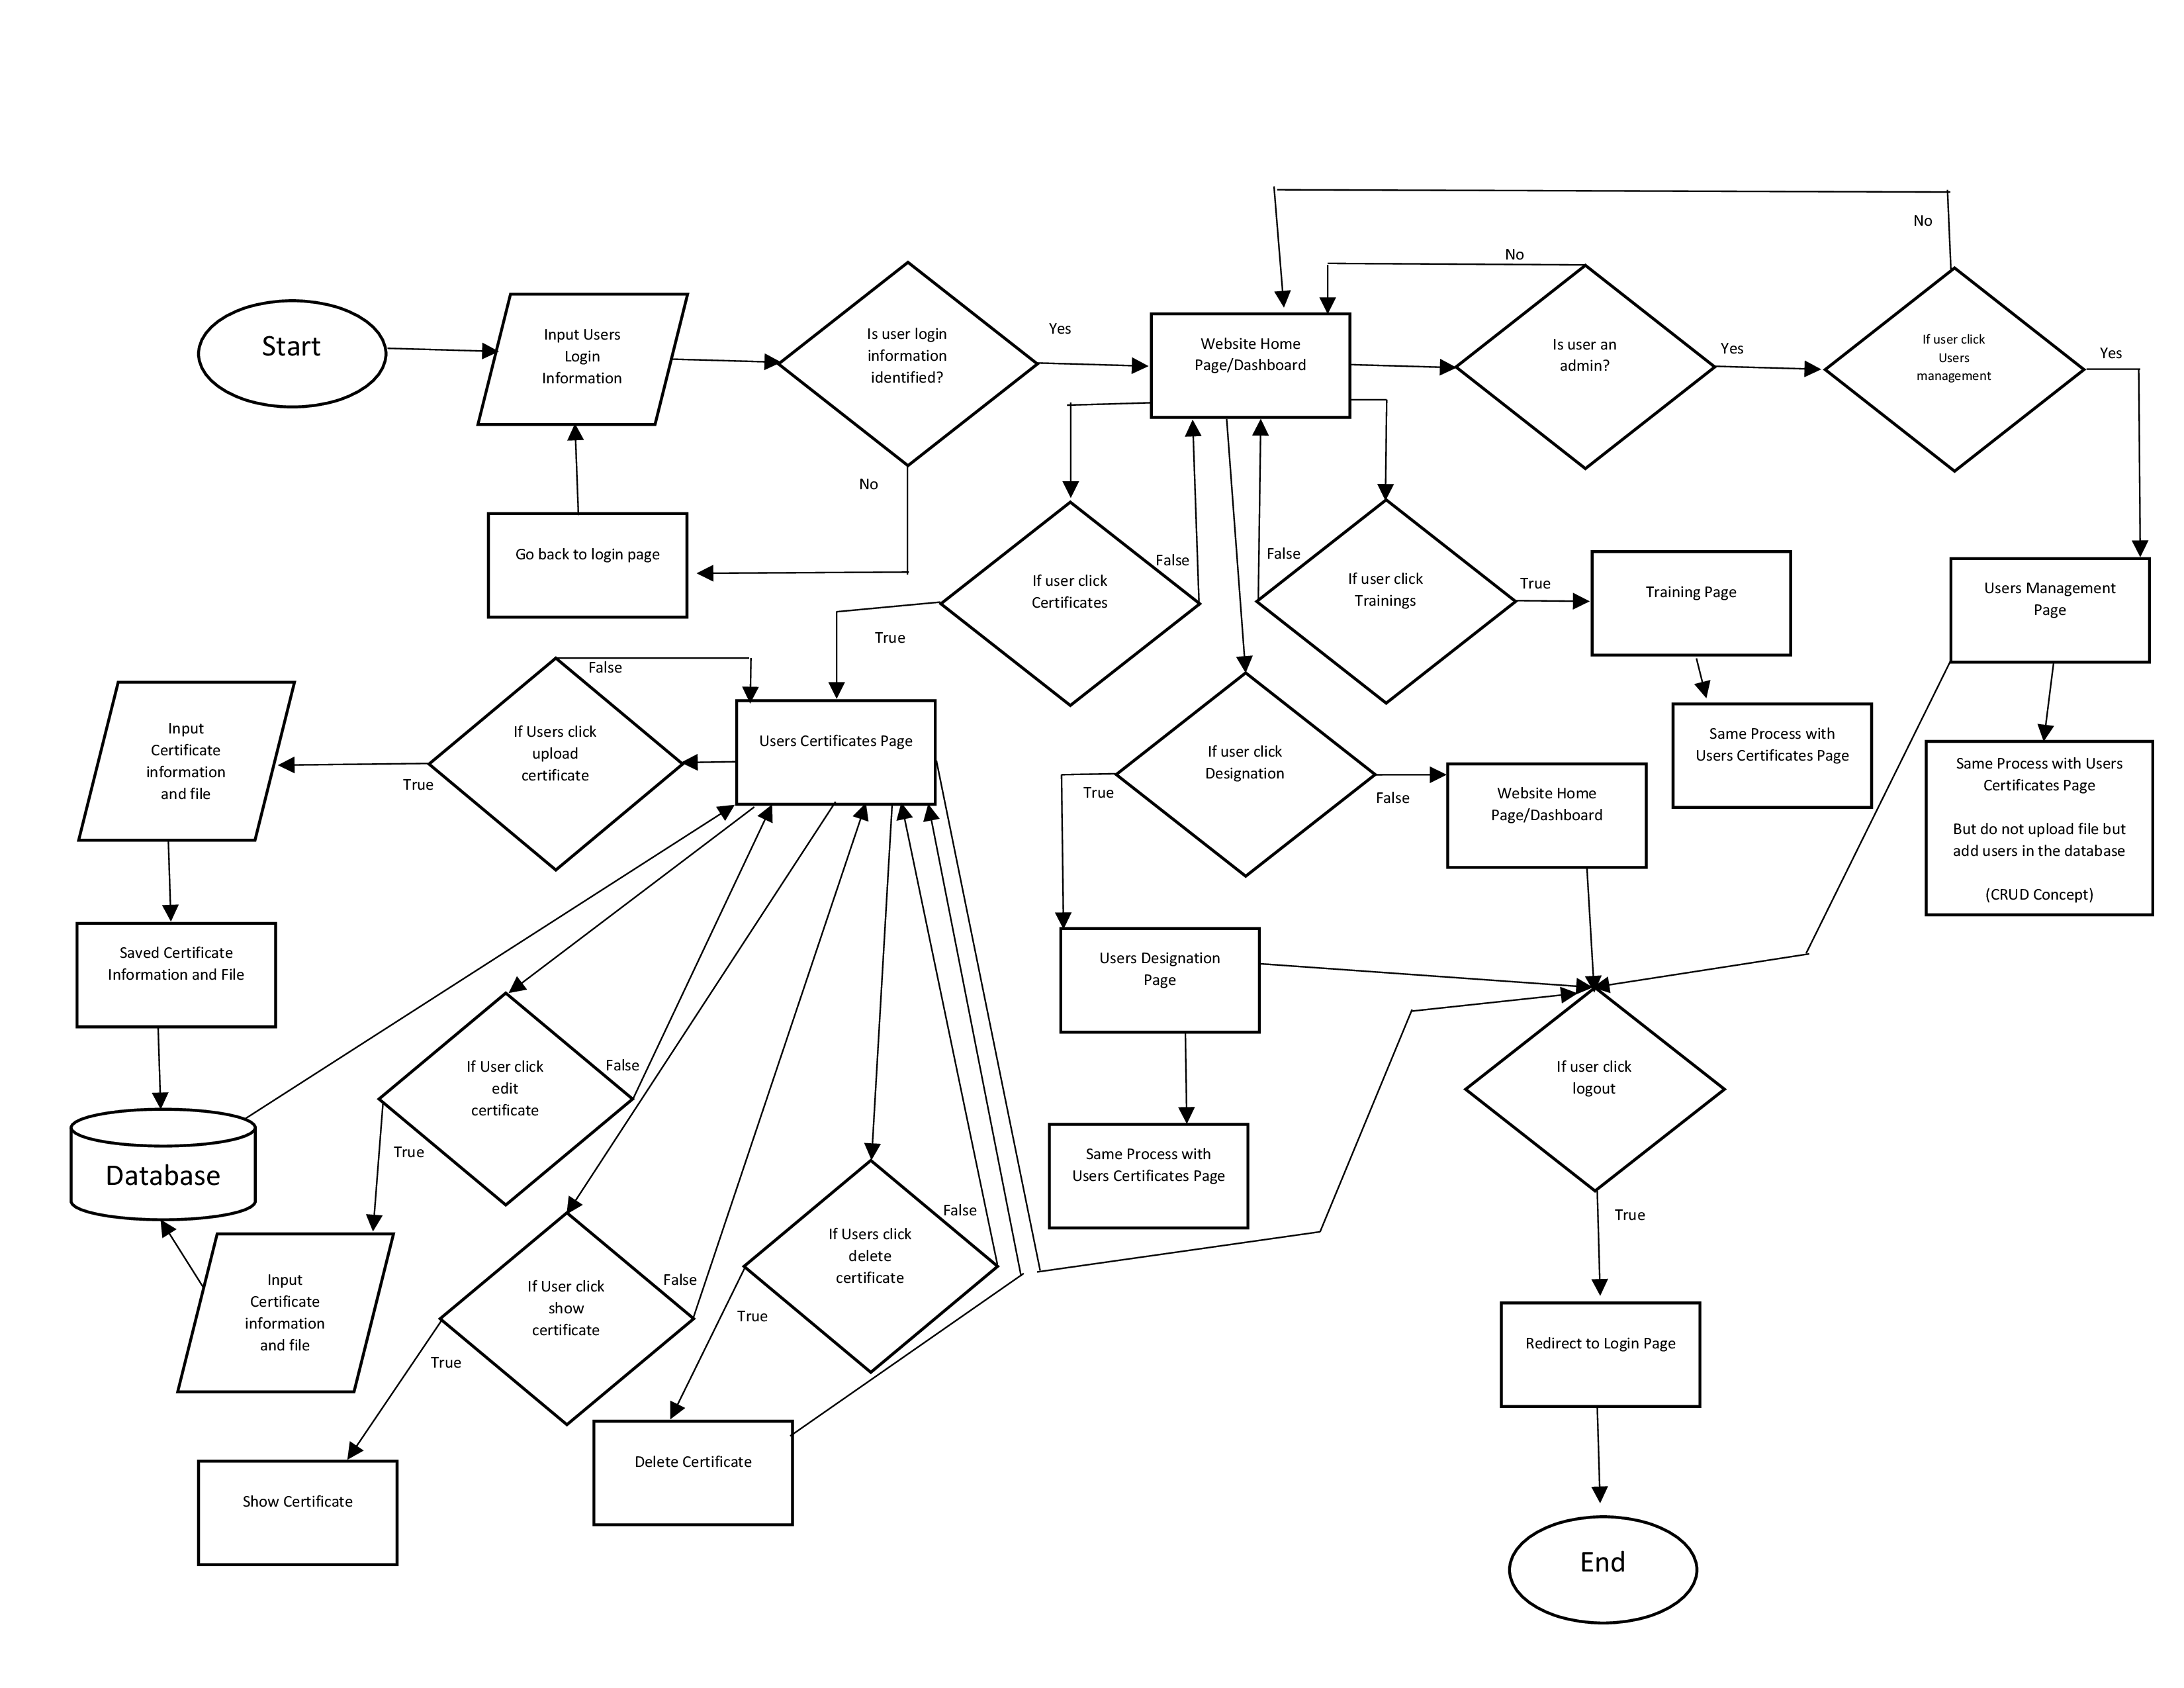 No
No
Start
Input Users
Login
Information
Is user login
information
identified?
Yes
Website Home
Page/Dashboard
Is user an
admin?
Yes
If user click
Users
management
Yes
No
Go back to login page
If user click
Certificates
False
False
If user click
Trainings
True
Training Page
Users Management
Page
True
False
Input
Certificate
information
and file
True
If Users click
upload
certificate
Users Certificates Page
If user click
Designation
True
False
Website Home
Page/Dashboard
Same Process with
Users Certificates Page
Same Process with Users
Certificates Page
But do not upload file but
add users in the database
(CRUD Concept)
Saved Certificate
Information and File
Users Designation
Page
If User click
edit
certificate
False
True
If user click
logout
Database
Same Process with
Users Certificates Page
True
Input
Certificate
information
and file
If User click
show
certificate
False
True
If Users click
delete
certificate
False
True
Redirect to Login Page
Show Certificate
Delete Certificate
End